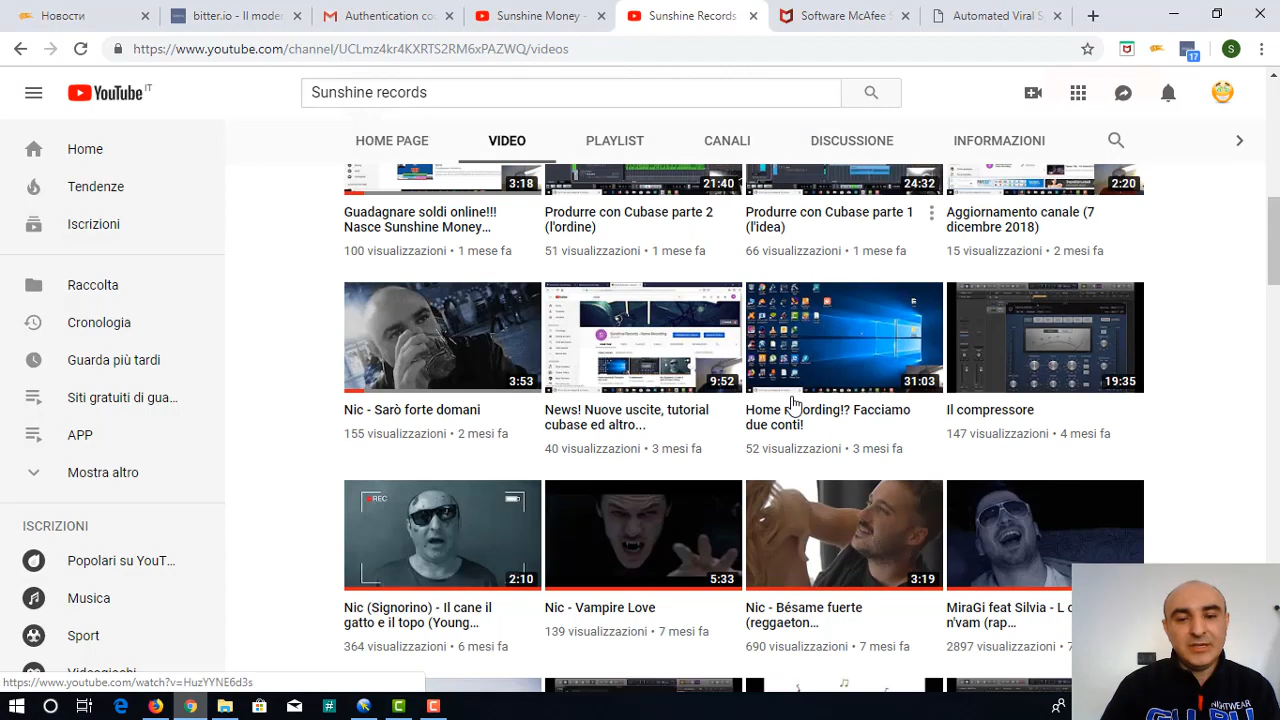 Новости
bitter.io - Il moder
Authentication co
Sunshine Money -
Sunshine Records
Software McAfee S
Automated Viral S
https://www.youtube.com/channel/UCLmz4kr4KXRTS2RM6xPAZWQ/videos
17
S
YouTube IT
Sunshine records
HOME PAGE
VIDEO
PLAYLIST
CANALI
DISCUSSIONE
INFORMAZIONI
Home
Tendenze
Iscrizioni
Raccolta
Cronologia
Guarda più tardi
Siti gratuiti di gua...
APP
Mostra altro
ISCRIZIONI
Popolari su YouT...
Musica
Sport
Videogiochi
3:18
21:40
24:32
2:20
Guadagnare soldi online!!!
Nasce Sunshine Money...
100 visualizzazioni • 1 mese fa
Produrre con Cubase parte 2
(l'ordine)
51 visualizzazioni • 1 mese fa
Produrre con Cubase parte 1
(l'idea)
66 visualizzazioni • 1 mese fa
Aggiornamento canale (7
dicembre 2018)
15 visualizzazioni • 2 mesi fa
3:53
9:52
31:03
19:35
Nic - Sarò forte domani
155 visualizzazioni • 2 mesi fa
News! Nuove uscite, tutorial
cubase ed altro...
40 visualizzazioni • 3 mesi fa
Home recording!? Facciamo
due conti!
52 visualizzazioni • 3 mesi fa
Il compressore
147 visualizzazioni • 4 mesi fa
REC
2:10
5:33
3:19
Nic (Signorino) - Il cane il
gatto e il topo (Young...
364 visualizzazioni • 6 mesi fa
Nic - Vampire Love
139 visualizzazioni • 7 mesi fa
Nic - Bésame fuerte
(reggaeton...
690 visualizzazioni • 7 mesi fa
MiraGi feat Silvia - L
n'vam (rap...
2897 visualizzazioni • 7 mesi fa
https://www.youtube.com/watch?v=HuzYYNE6d3s
NIGHTWEAR
GURU